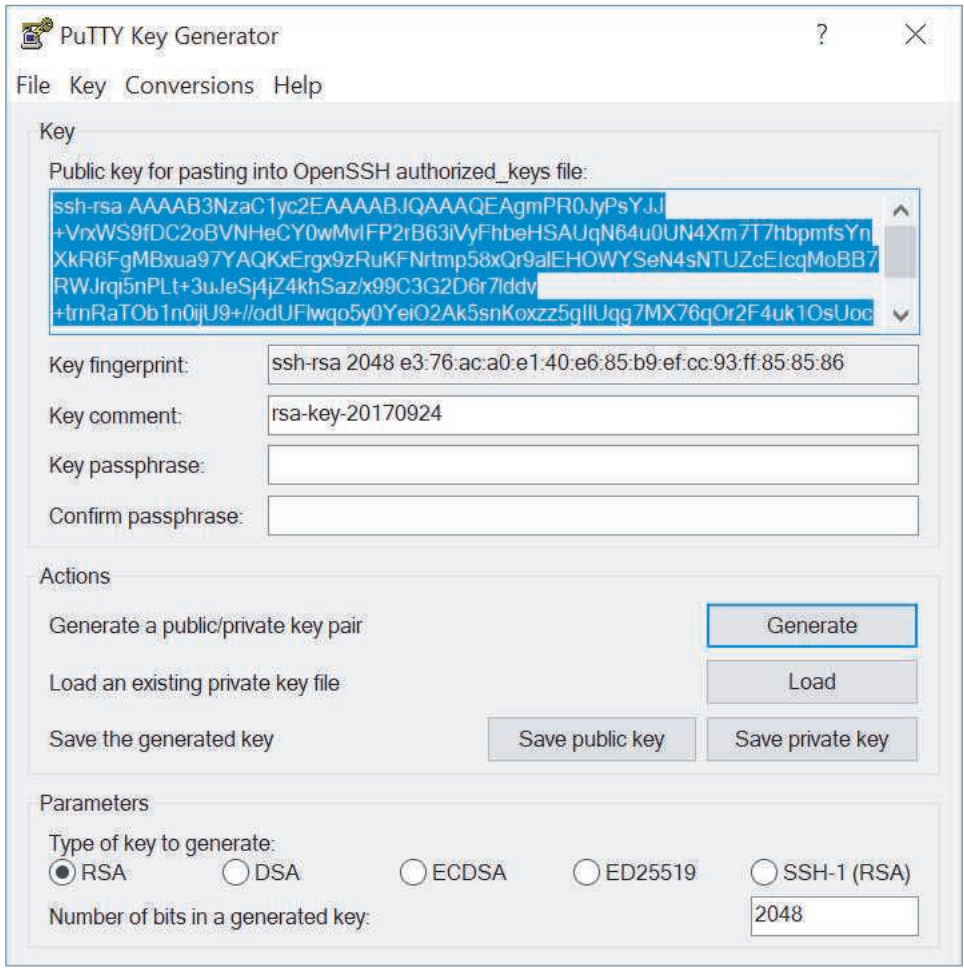 PuTTY Key Generator
? ×
File Key Conversions Help
Key
Public key for pasting into OpenSSH authorized_keys file:
ssh-rsa AAAAB3NzaC1yc2EAAAABJQAAAQEAgmPR0JyPsYJJ
+VrxWS9fDC2oBVNHeCY0wMvIFP2rB63iVyFhbeHSAUqN64u0UN4Xm7T7hbpmfsYn
XkR6FgMBxua97YAQKxErgx9zRuKFNrtmp58xQr9alEHOWYSeN4sNTUZcEIcqMoBB7
RWJrqi5nPLt+3uJeSj4jZ4khSaz/x99C3G2D6r7lddv
+trnRaTOb1n0ijU9+//odUFlwqo5y0YeiO2Ak5snKoxzz5gIlUqg7MX76qOr2F4uk1OsUoc
Key fingerprint: ssh-rsa 2048 e3:76:ac:a0:e1:40:e6:85:b9:ef:cc:93:ff:85:85:86
Key comment: rsa-key-20170924
Key passphrase:
Confirm passphrase:
Actions
Generate a public/private key pair Generate
Load an existing private key file Load
Save the generated key Save public key Save private key
Parameters
Type of key to generate:
RSA DSA ECDSA ED25519 SSH-1 (RSA)
Number of bits in a generated key: 2048